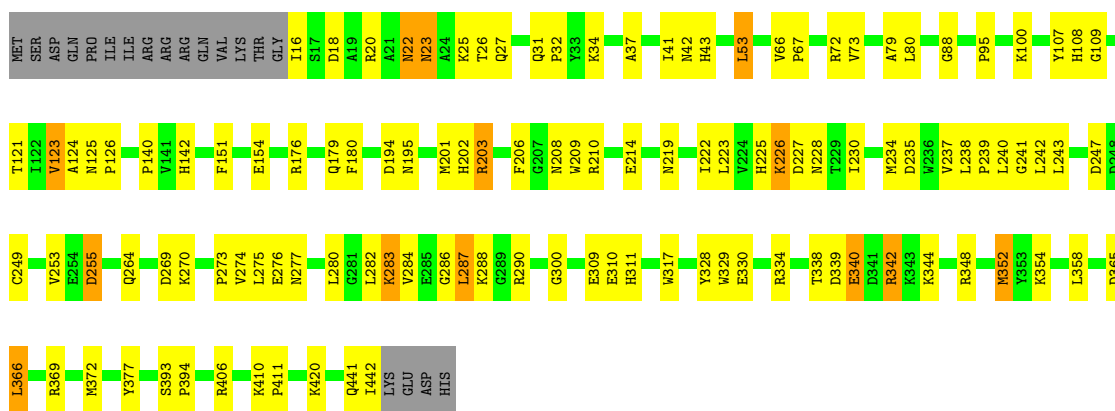 MET SER ASP GLN PRO ILE ILE ARG ARG ARG GLN VAL LYS THR GLY I16 S17 D18 A19 R20 A21 N22 N23 A24 K25 T26 Q27 Q31 P32 Y33 K34 A37 I41 N42 H43 L53 V66 P67 R72 V73 A79 L80 G88 P95 K100 Y107 H108 G109
T121 I122 V123 A124 N125 P126 P140 V141 H142 F151 E154 R176 Q179 F180 D194 N195 M201 H202 R203 F206 G207 N208 W209 R210 E214 N219 I222 L223 V224 H225 K226 D227 N228 T229 I230 M234 D235 W236 V237 L238 P239 L240 G241 L242 L243 D247 D248
C249 V253 E254 D255 Q264 D269 K270 P273 V274 L275 E276 N277 L280 G281 L282 K283 V284 E285 G286 L287 K288 G289 R290 G300 E309 E310 H311 W317 Y328 W329 E330 R334 T338 D339 E340 D341 R342 K343 K344 R348 M352 Y353 K354 L358 D365
L366 R369 M372 Y377 S393 P394 R406 K410 P411 K420 Q441 I442 LYS GLU ASP HIS